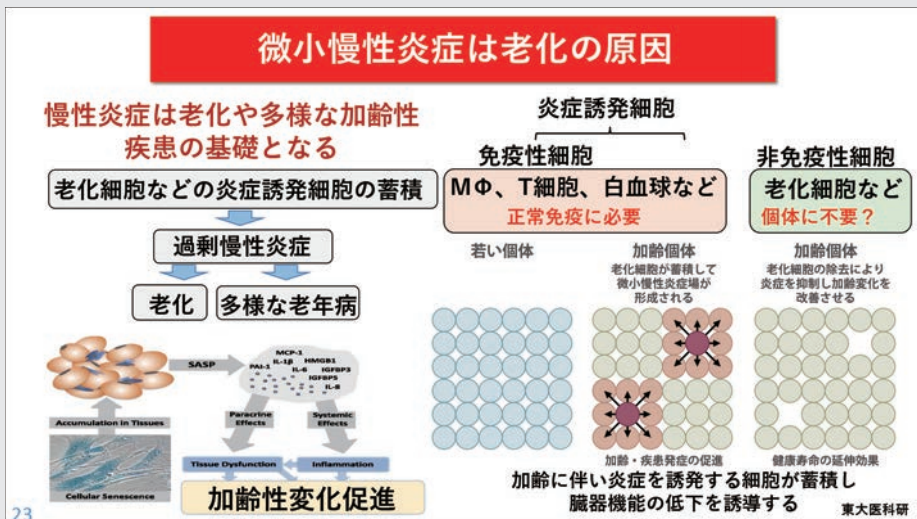 微小慢性炎症は老化の原因
慢性炎症は老化や多様な加齢性
疾患の基礎となる
老化細胞などの炎症誘発細胞の蓄積
過剰慢性炎症
老化
多様な老年病
SASP
MCP-1
IL-1β
HMGB1
PAI-1
IL-6
IGFBP3
IGFBP5
IL-8
Accumulation in Tissues
Paracrine
Effects
Systemic
Effects
Cellular Senescence
Tissue Dysfunction
Inflammation
加齢性変化促進
炎症誘発細胞
免疫性細胞
MΦ、T細胞、白血球など
正常免疫に必要
非免疫性細胞
老化細胞など
個体に不要?
若い個体
加齢個体
老化細胞が蓄積して
微小慢性炎症場が
形成される
加齢個体
老化細胞の除去により
炎症を抑制し加齢変化を
改善させる
加齢・疾患発症の促進
健康寿命の延伸効果
加齢に伴い炎症を誘発する細胞が蓄積し
臓器機能の低下を誘導する
東大医科研
23